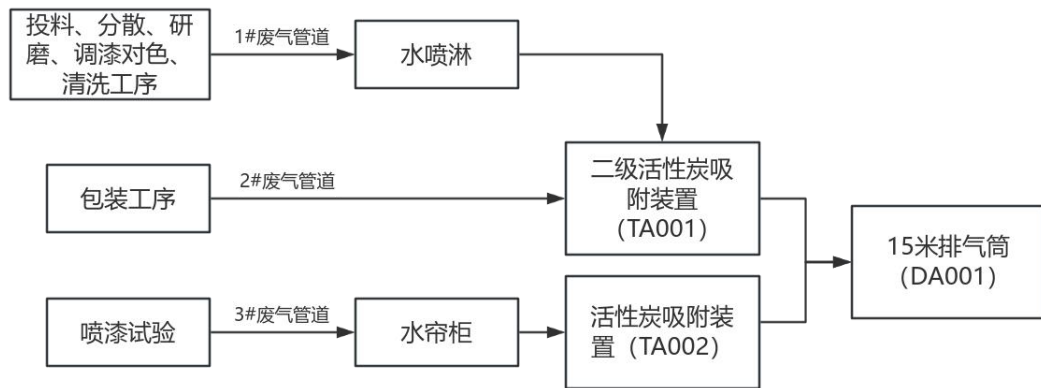 投料、分散、研
磨、调漆对色、
清洗工序
1#废气管道
水喷淋
包装工序
2#废气管道
二级活性炭吸
附装置
（TA001）
15米排气筒
（DA001）
喷漆试验
3#废气管道
水帘柜
活性炭吸附装
置（TA002）